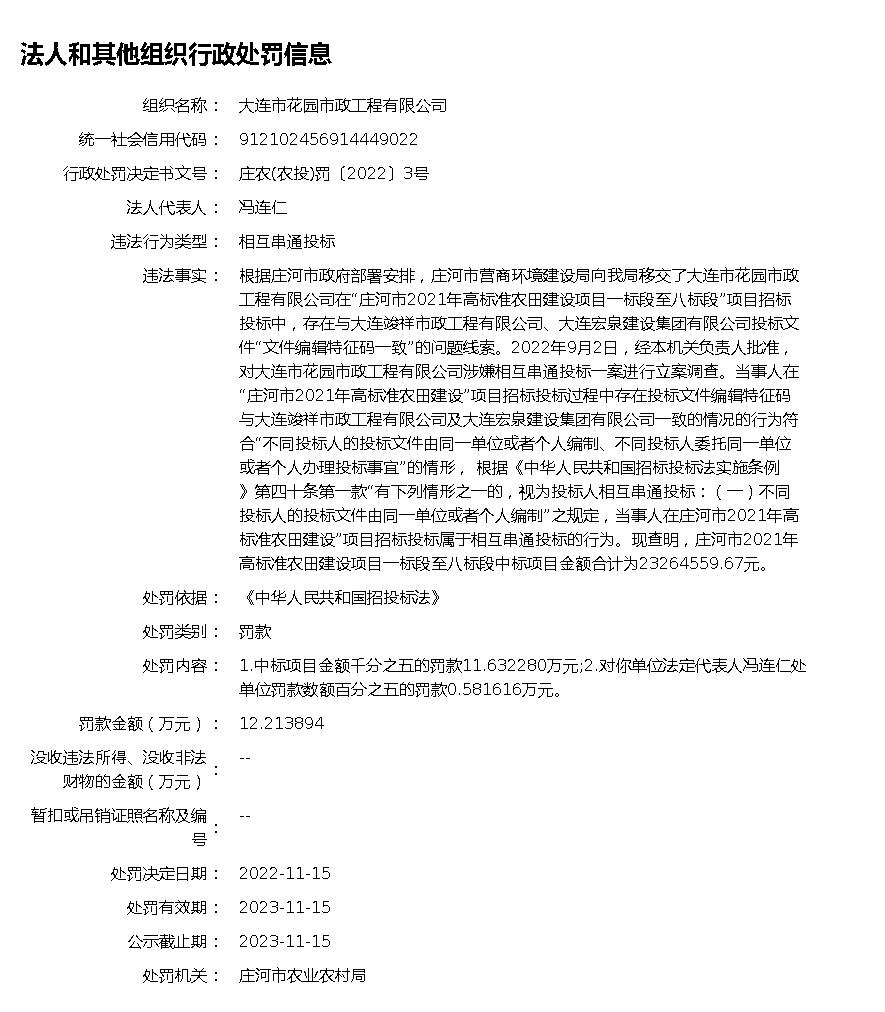 法人和其他组织行政处罚信息
组织名称： 大连市花园市政工程有限公司
统一社会信用代码： 912102456914449022
行政处罚决定书文号： 庄农(农投)罚〔2022〕3号
法人代表人： 冯连仁
违法行为类型： 相互串通投标
违法事实： 根据庄河市政府部署安排，庄河市营商环境建设局向我局移交了大连市花园市政
工程有限公司在“庄河市2021年高标准农田建设项目一标段至八标段”项目招标
投标中，存在与大连竣祥市政工程有限公司、大连宏泉建设集团有限公司投标文
件“文件编辑特征码一致”的问题线索。2022年9月2日，经本机关负责人批准，
对大连市花园市政工程有限公司涉嫌相互串通投标一案进行立案调查。当事人在
“庄河市2021年高标准农田建设”项目招标投标过程中存在投标文件编辑特征码
与大连竣祥市政工程有限公司及大连宏泉建设集团有限公司一致的情况的行为符
合“不同投标人的投标文件由同一单位或者个人编制、不同投标人委托同一单位
或者个人办理投标事宜”的情形， 根据《中华人民共和国招标投标法实施条例
》第四十条第一款“有下列情形之一的，视为投标人相互串通投标：（一）不同
投标人的投标文件由同一单位或者个人编制”之规定，当事人在庄河市2021年高
标准农田建设”项目招标投标属于相互串通投标的行为。现查明，庄河市2021年
高标准农田建设项目一标段至八标段中标项目金额合计为23264559.67元。
处罚依据： 《中华人民共和国招投标法》
处罚类别： 罚款
处罚内容： 1.中标项目金额千分之五的罚款11.632280万元;2.对你单位法定代表人冯连仁处
单位罚款数额百分之五的罚款0.581616万元。
罚款金额（万元）： 12.213894
没收违法所得、没收非法
财物的金额（万元）： --
暂扣或吊销证照名称及编
号： --
处罚决定日期： 2022-11-15
处罚有效期： 2023-11-15
公示截止期： 2023-11-15
处罚机关： 庄河市农业农村局